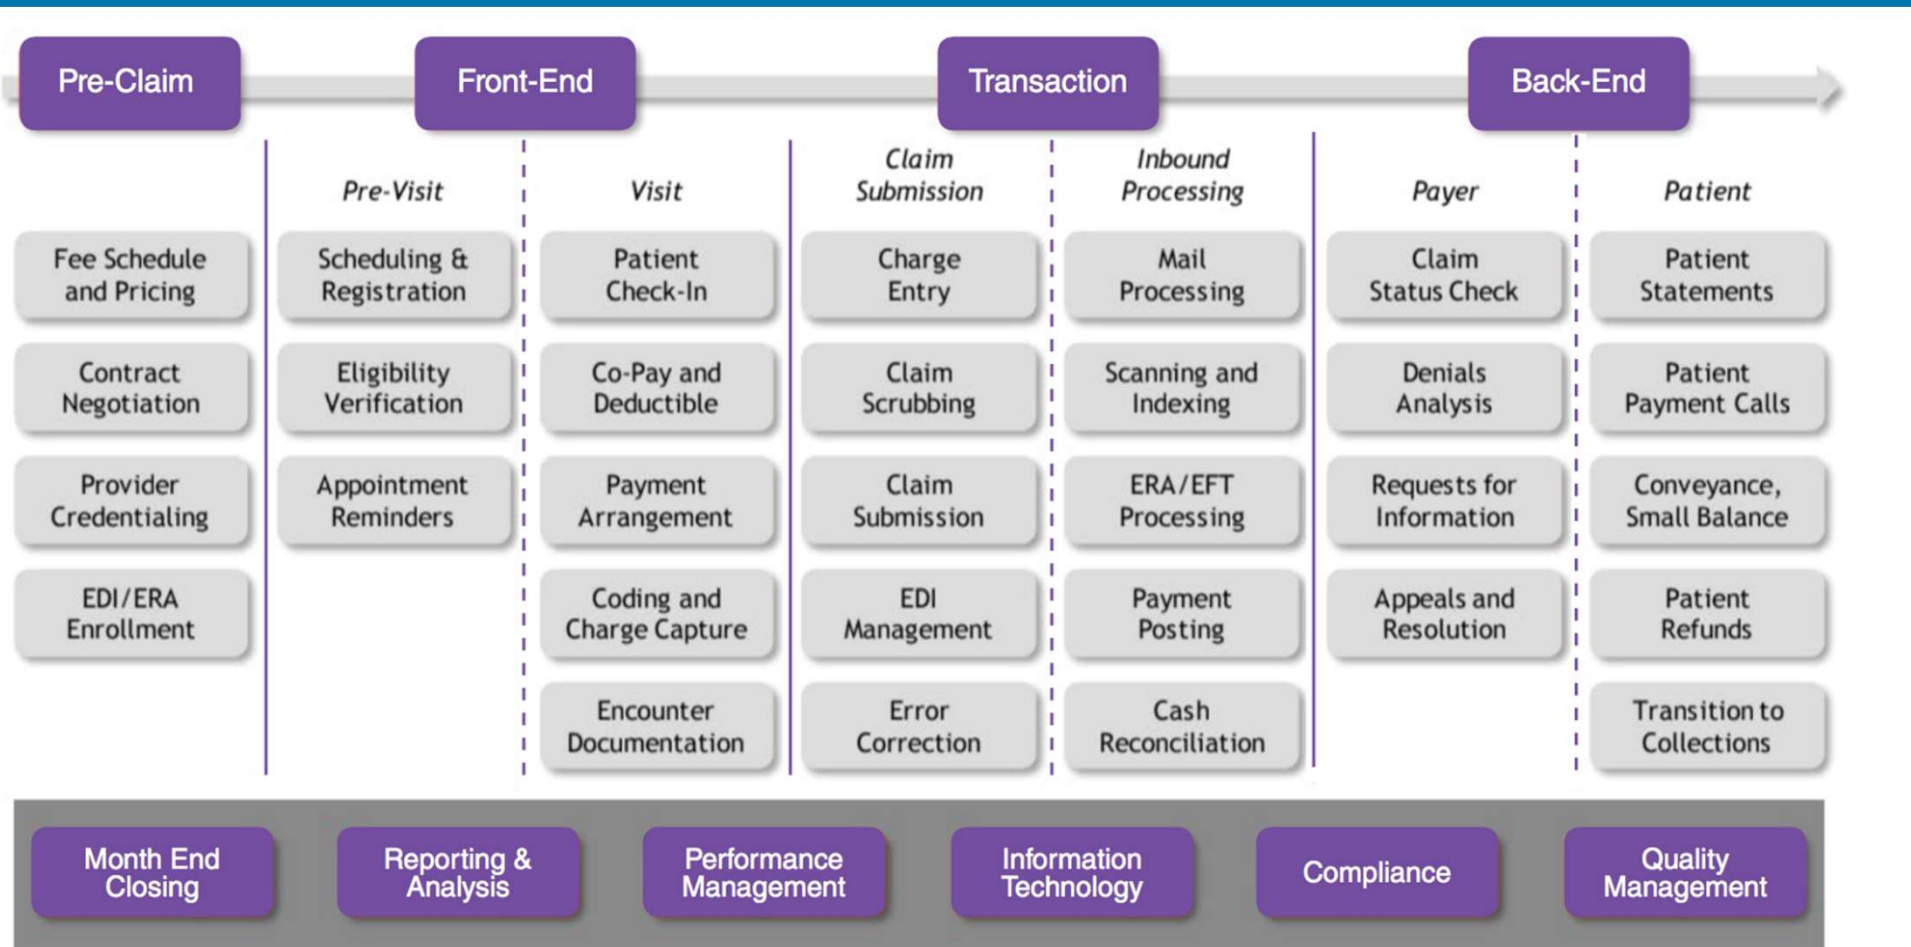 Pre-Claim
Front-End
Transaction
Back-End
Pre-Visit
Visit
Claim
Submission
Inbound
Processing
Payer
Patient
Fee Schedule
and Pricing
Contract
Negotiation
Provider
Credentialing
EDI/ERA
Enrollment
Scheduling &
Registration
Eligibility
Verification
Appointment
Reminders
Patient
Check-In
Co-Pay and
Deductible
Payment
Arrangement
Coding and
Charge Capture
Encounter
Documentation
Charge
Entry
Claim
Scrubbing
Claim
Submission
EDI
Management
Error
Correction
Mail
Processing
Scanning and
Indexing
ERA/EFT
Processing
Payment
Posting
Cash
Reconciliation
Claim
Status Check
Denials
Analysis
Requests for
Information
Appeals and
Resolution
Patient
Statements
Patient
Payment Calls
Conveyance,
Small Balance
Patient
Refunds
Transition to
Collections
Month End
Closing
Reporting &
Analysis
Performance
Management
Information
Technology
Compliance
Quality
Management